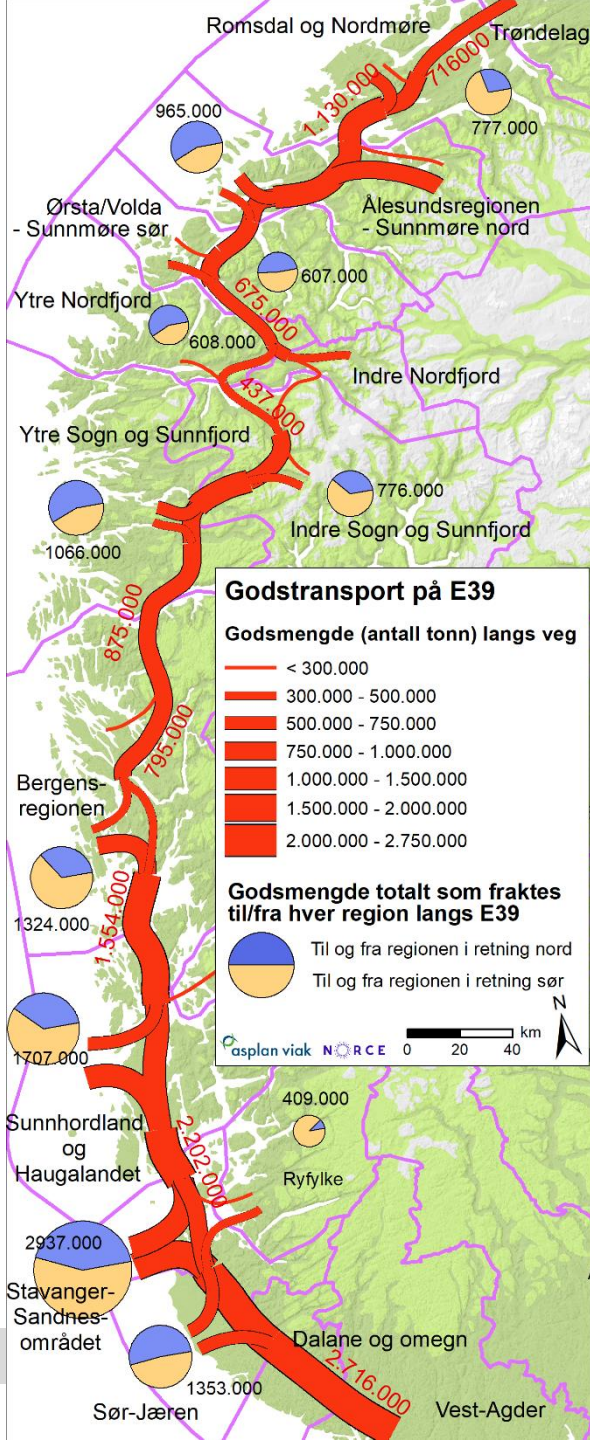 Romsdal og Nordmøre
Trøndelag
716000
1.130.000
965.000
777.000
Ørsta/Volda
- Sunnmøre sør
Ålesundsregionen
- Sunnmøre nord
607.000
Ytre Nordfjord
675.000
608.000
Indre Nordfjord
437.000
Ytre Sogn og Sunnfjord
776.000
1066.000
Indre Sogn og Sunnfjord
Godstransport på E39
Godsmengde (antall tonn) langs veg
< 300.000
300.000 - 500.000
500.000 - 750.000
750.000 - 1.000.000
1.000.000 - 1.500.000
1.500.000 - 2.000.000
2.000.000 - 2.750.000
Godsmengde totalt som fraktes
til/fra hver region langs E39
Til og fra regionen i retning nord
Til og fra regionen i retning sør
N
km
asplan viak NORCE
0 20 40
875.000
795.000
Bergens-
regionen
1324.000
1.554.000
1707.000
409.000
Sunnhordland
og
Haugalandet
2.202.000
Ryfylke
2937.000
Stavanger-
Sandnes-
området
Dalane og omegn
2.716.000
1353.000
Sør-Jæren
Vest-Agder